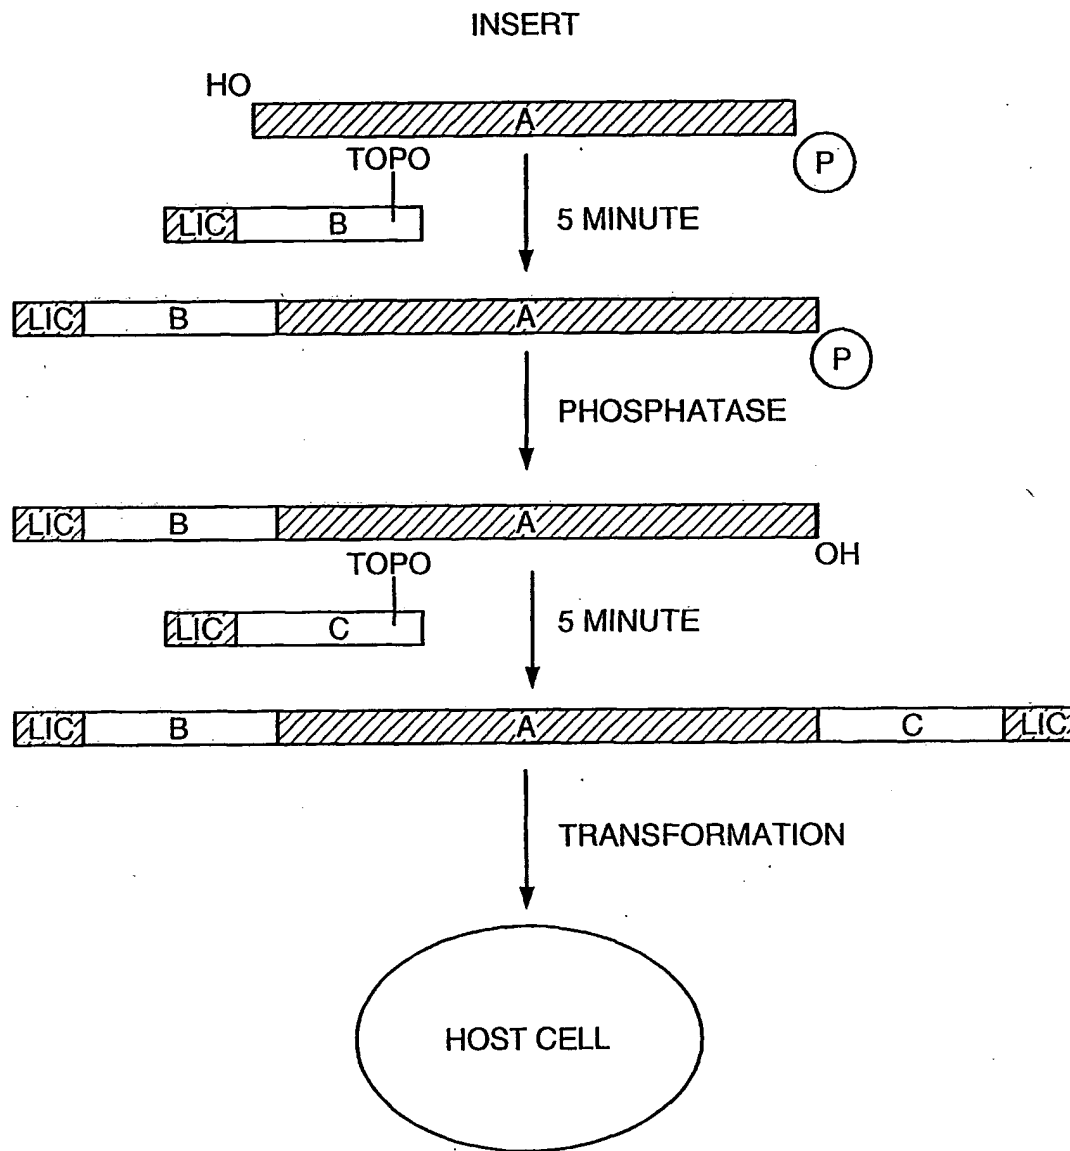 INSERT
HO
A
P
TOPO
LIC B
5 MINUTE
LIC B A
P
PHOSPHATASE
LIC B A
OH
TOPO
LIC C
5 MINUTE
LIC B A C LIC
TRANSFORMATION
HOST CELL